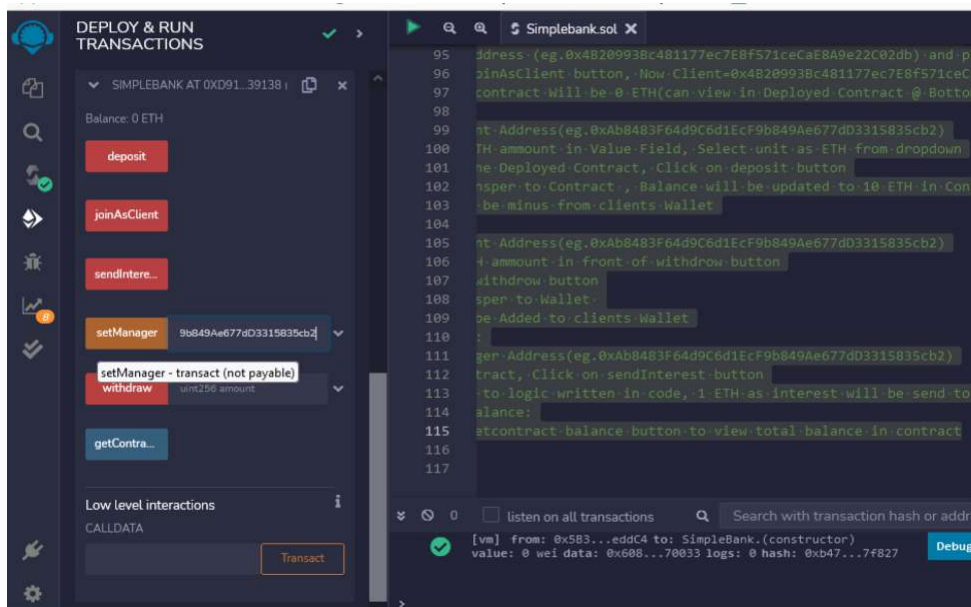 DEPLOY & RUN
TRANSACTIONS
SIMPLEBANK AT 0XD91...39138
Balance: 0 ETH
deposit
joinAsClient
sendIntere...
setManager 9b849Ae677dD3315835cb2
setManager - transact (not payable)
withdraw uint256 amount
getContra...
Low level interactions
CALLDATA
Transact
8
Simplebank.sol
95 ddress (eg.0x4B20993Bc481177ec7E8f571ceCaE8A9e22C02db) and p
96 oinAsClient button, Now Client=0x4B20993Bc481177ec7E8f571ceC
97 contract Will be 0 ETH(can view in Deployed Contract @ Botto
98
99 nt Address(eg.0xAb8483F64d9C6d1EcF9b849Ae677dD3315835cb2)
100 TH ammount in Value Field, Select unit as ETH from dropdown
101 he Deployed Contract, Click on deposit button
102 nsper to Contract , Balance will be updated to 10 ETH in Con
103 be minus from clients Wallet
104
105 nt Address(eg.0xAb8483F64d9C6d1EcF9b849Ae677dD3315835cb2)
106 H ammount in front of withdrow button
107 withdrow button
108 sper to Wallet
109 be Added to clients Wallet
110 :
111 ger Address(eg.0xAb8483F64d9C6d1EcF9b849Ae677dD3315835cb2)
112 tract, Click on sendInterest button
113 to logic written in code, 1 ETH as interest will be send to
114 alance:
115 etcontract balance button to view total balance in contract
116
117
0 listen on all transactions Search with transaction hash or addr
[vm] from: 0x5B3...eddC4 to: SimpleBank.(constructor)
value: 0 wei data: 0x608...70033 logs: 0 hash: 0xb47...7f827
Debug
>